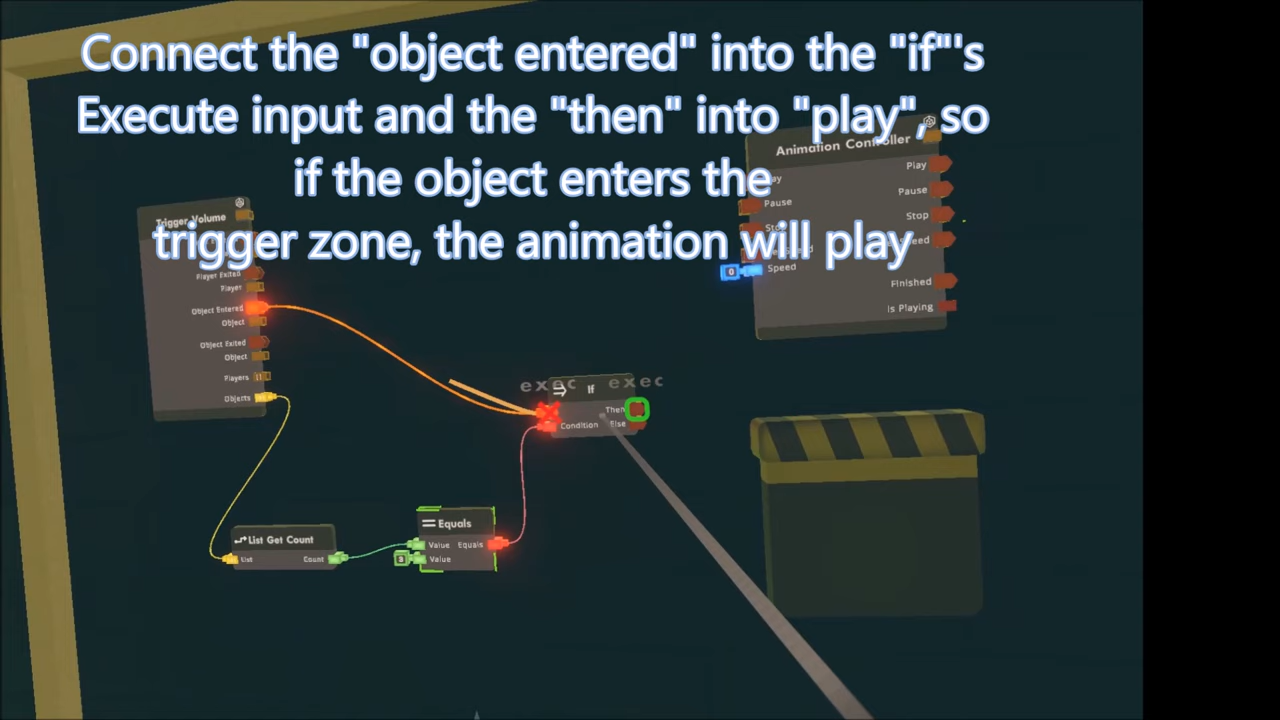 Connect the "object entered" into the "if"'s
Execute input and the "then" into "play", so
if the object enters the
trigger zone, the animation will play
Trigger Volume
Player Exited
Player
Object Entered
Object
Object Exited
Object
Players
Objects
Animation Controller
Play
Pause
Pause
Stop
0
Speed
Finished
Is Playing
exec
exec
If
Then
Condition
Else
List Get Count
List
Count
Equals
Value
Equals
3
Value